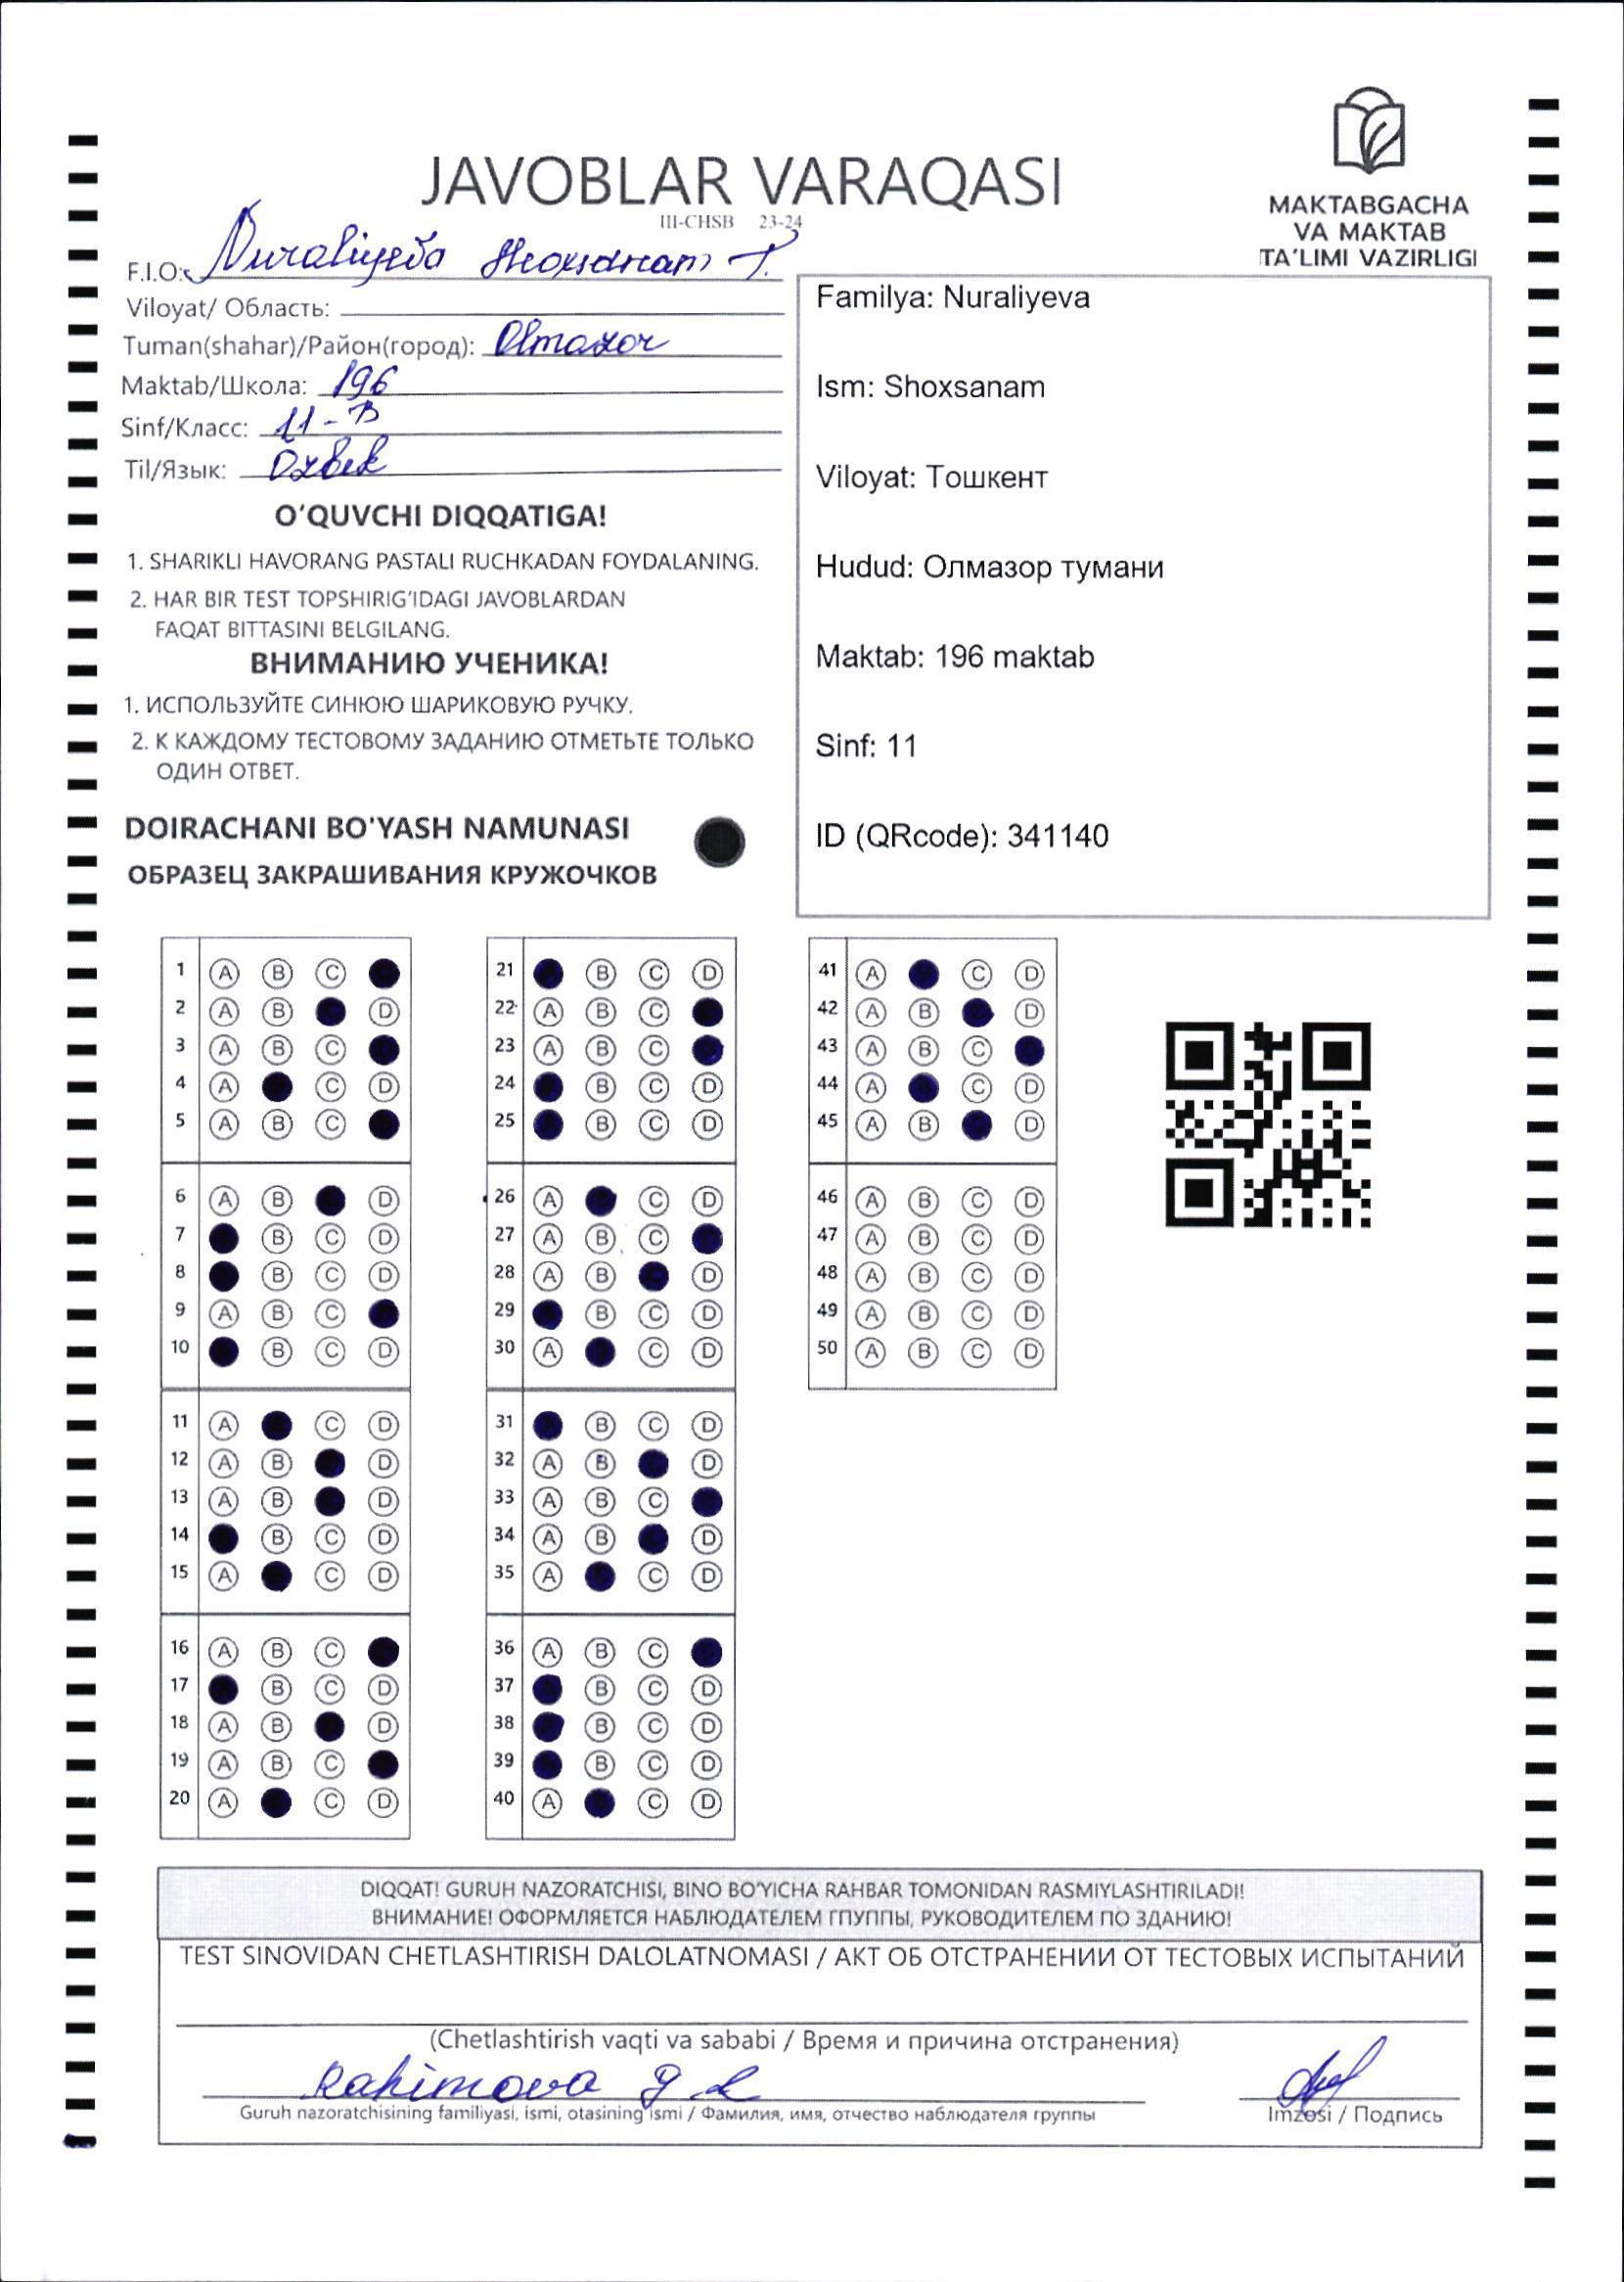 JAVOBLAR VARAQASI
III-CHSB 23-24
MAKTABGACHA
VA MAKTAB
TA'LIMI VAZIRLIGI
F.I.O: Nuraliyeva Shoxsanam T.
Viloyat/ Область:
Tuman(shahar)/Район(город): Olmazor
Maktab/Школа: 196
Sinf/Класс: 11-B
Til/Язык: Özbek
O'QUVCHI DIQQATIGA!
1. SHARIKLI HAVORANG PASTALI RUCHKADAN FOYDALANING.
2. HAR BIR TEST TOPSHIRIG'IDAGI JAVOBLARDAN
FAQAT BITTASINI BELGILANG.
ВНИМАНИЮ УЧЕНИКА!
1. ИСПОЛЬЗУЙТЕ СИНЮЮ ШАРИКОВУЮ РУЧКУ.
2. К КАЖДОМУ ТЕСТОВОМУ ЗАДАНИЮ ОТМЕТЬТЕ ТОЛЬКО
ОДИН ОТВЕТ.
DOIRACHANI BO'YASH NAMUNASI
ОБРАЗЕЦ ЗАКРАШИВАНИЯ КРУЖОЧКОВ
Familya: Nuraliyeva
Ism: Shoxsanam
Viloyat: Тошкент
Hudud: Олмазор тумани
Maktab: 196 maktab
Sinf: 11
ID (QRcode): 341140
1 A B C
2 A B D
3 A B C
4 A C D
5 A B C
6 A B D
7 B C D
8 B C D
9 A B C
10 B C D
11 A C D
12 A B D
13 A B D
14 B C D
15 A C D
16 A B C
17 B C D
18 A B D
19 A B C
20 A C D
21 B C D
22 A B C
23 A B C
24 B C D
25 B C D
26 A C D
27 A B C
28 A B D
29 B C D
30 A C D
31 B C D
32 A B D
33 A B C
34 A B D
35 A C D
36 A B C
37 B C D
38 B C D
39 B C D
40 A C D
41 A C D
42 A B D
43 A B C
44 A C D
45 A B D
46 A B C D
47 A B C D
48 A B C D
49 A B C D
50 A B C D
DIQQAT! GURUH NAZORATCHISI, BINO BO'YICHA RAHBAR TOMONIDAN RASMIYLASHTIRILADI!
ВНИМАНИЕ! ОФОРМЛЯЕТСЯ НАБЛЮДАТЕЛЕМ ГПУППЫ, РУКОВОДИТЕЛЕМ ПО ЗДАНИЮ!
TEST SINOVIDAN CHETLASHTIRISH DALOLATNOMASI / АКТ ОБ ОТСТРАНЕНИИ ОТ ТЕСТОВЫХ ИСПЫТАНИЙ
(Chetlashtirish vaqti va sababi / Время и причина отстранения)
Rahimova
Guruh nazoratchisining familiyasi, ismi, otasining ismi / Фамилия, имя, отчество наблюдателя группы
Imzosi / Подпись